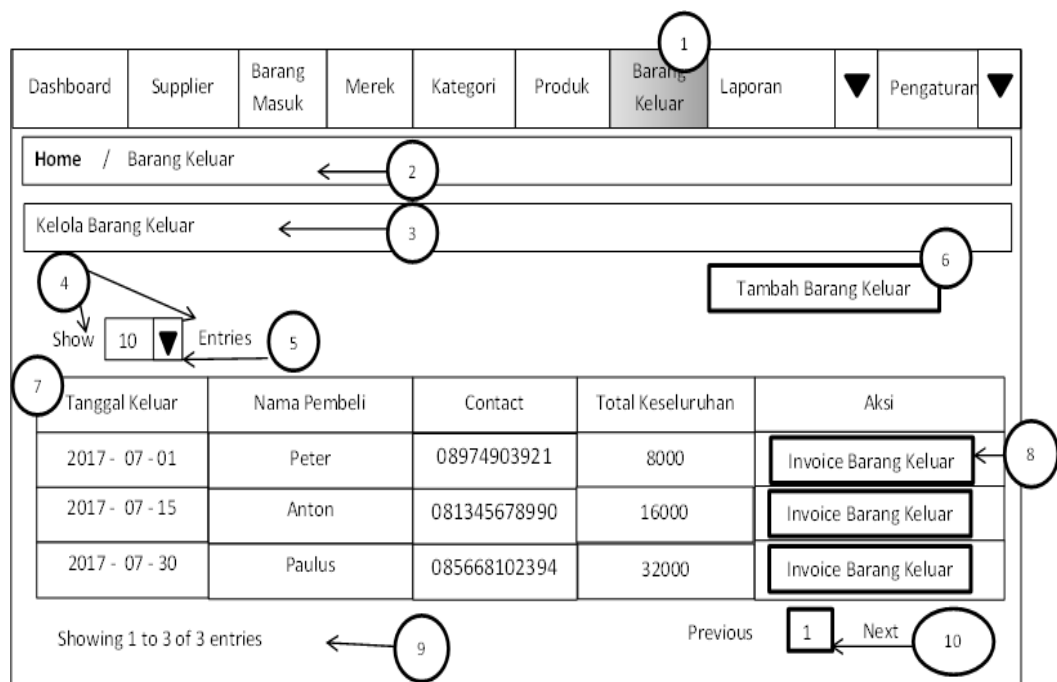 1
Dashboard Supplier Barang Masuk Merek Kategori Produk Barang Keluar Laporan Pengaturan
Home / Barang Keluar
2
Kelola Barang Keluar
3
6
Tambah Barang Keluar
4
Show 10 Entries
5
7
Tanggal Keluar Nama Pembeli Contact Total Keseluruhan Aksi
2017 - 07 - 01 Peter 08974903921 8000 Invoice Barang Keluar
8
2017 - 07 - 15 Anton 081345678990 16000 Invoice Barang Keluar
2017 - 07 - 30 Paulus 085668102394 32000 Invoice Barang Keluar
Showing 1 to 3 of 3 entries
9
Previous 1 Next
10